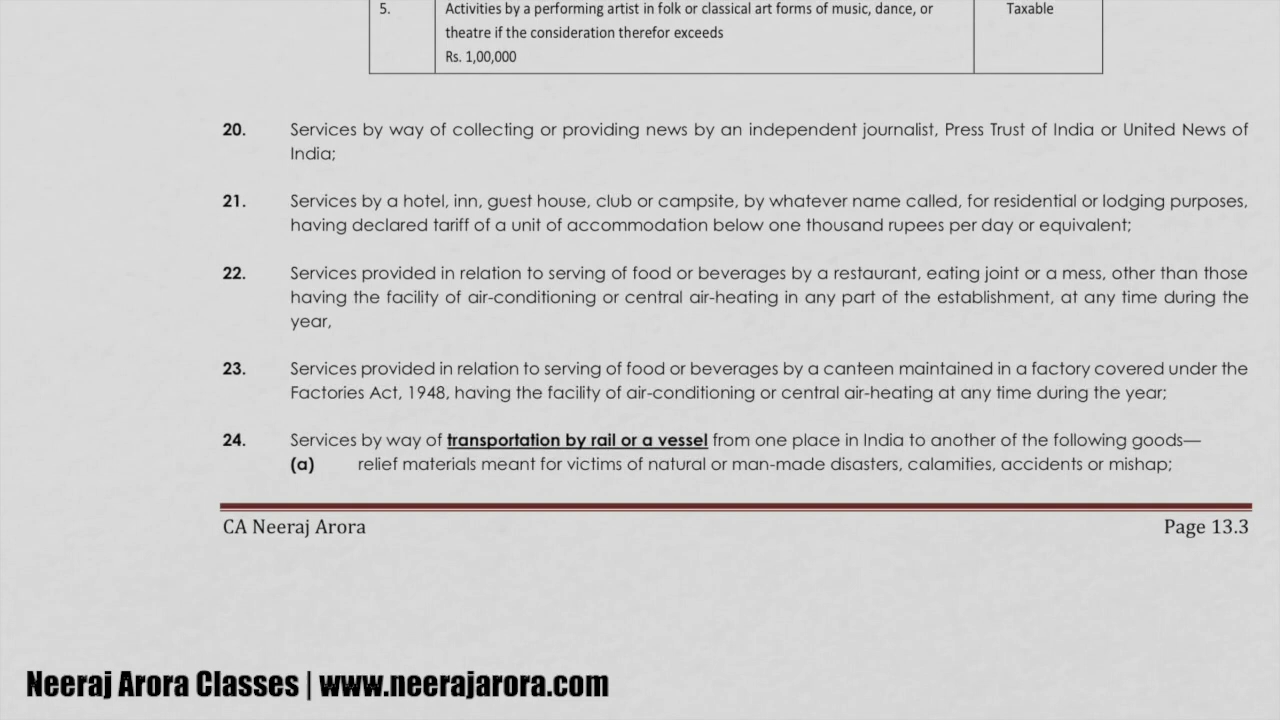 5. Activities by a performing artist in folk or classical art forms of music, dance, or Taxable
theatre if the consideration therefor exceeds
Rs. 1,00,000
20. Services by way of collecting or providing news by an independent journalist, Press Trust of India or United News of
India;
21. Services by a hotel, inn, guest house, club or campsite, by whatever name called, for residential or lodging purposes,
having declared tariff of a unit of accommodation below one thousand rupees per day or equivalent;
22. Services provided in relation to serving of food or beverages by a restaurant, eating joint or a mess, other than those
having the facility of air-conditioning or central air-heating in any part of the establishment, at any time during the
year,
23. Services provided in relation to serving of food or beverages by a canteen maintained in a factory covered under the
Factories Act, 1948, having the facility of air-conditioning or central air-heating at any time during the year;
24. Services by way of transportation by rail or a vessel from one place in India to another of the following goods—
(a) relief materials meant for victims of natural or man-made disasters, calamities, accidents or mishap;
CA Neeraj Arora Page 13.3
Neeraj Arora Classes | www.neerajarora.com